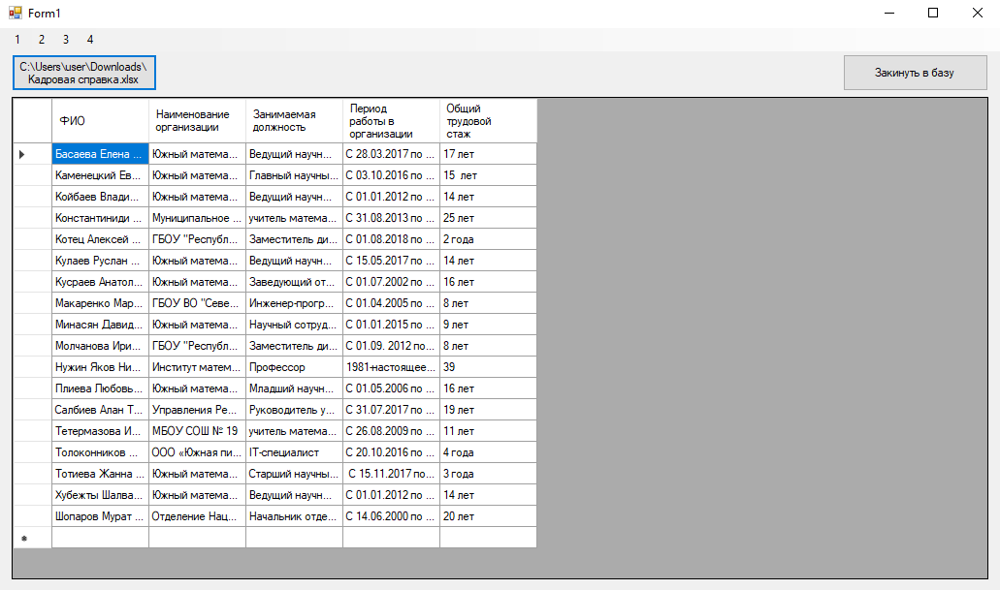 Form1
1 2 3 4
C:\Users\user\Downloads\
Кадровая справка.xlsx
Закинуть в базу
ФИО Наименование организации Занимаемая должность Период работы в организации Общий трудовой стаж
Басаева Елена ... Южный матема... Ведущий научн... С 28.03.2017 по ... 17 лет
Каменецкий Ев... Южный матема... Главный научны... С 03.10.2016 по ... 15 лет
Койбаев Влади... Южный матема... Ведущий научн... С 01.01.2012 по ... 14 лет
Константиниди ... Муниципальное ... учитель матема... С 31.08.2013 по ... 25 лет
Котец Алексей ... ГБОУ "Республ... Заместитель ди... С 01.08.2018 по ... 2 года
Кулаев Руслан ... Южный матема... Ведущий научн... С 15.05.2017 по ... 14 лет
Кусраев Анатол... Южный матема... Заведующий от... С 01.07.2002 по ... 16 лет
Макаренко Мар... ГБОУ ВО "Севе... Инженер-прогр... С 01.04.2005 по ... 8 лет
Минасян Давид... Южный матема... Научный сотруд... С 01.01.2015 по ... 9 лет
Молчанова Ири... ГБОУ "Республ... Заместитель ди... С 01.09. 2012 по... 8 лет
Нужин Яков Ни... Институт матем... Профессор 1981-настоящее... 39
Плиева Любовь... Южный матема... Младший научн... С 01.05.2006 по ... 16 лет
Салбиев Алан Т... Управления Ре... Руководитель у... С 31.07.2017 по ... 19 лет
Тетермазова И... МБОУ СОШ № 19 учитель матема... С 26.08.2009 по ... 11 лет
Толоконников ... ООО «Южная пи... IT-специалист С 20.10.2016 по ... 4 года
Тотиева Жанна ... Южный матема... Старший научны... С 15.11.2017 по... 3 года
Хубежты Шалва... Южный матема... Ведущий научн... С 01.01.2012 по ... 14 лет
Шопаров Мурат ... Отделение Нац... Начальник отде... С 14.06.2000 по ... 20 лет